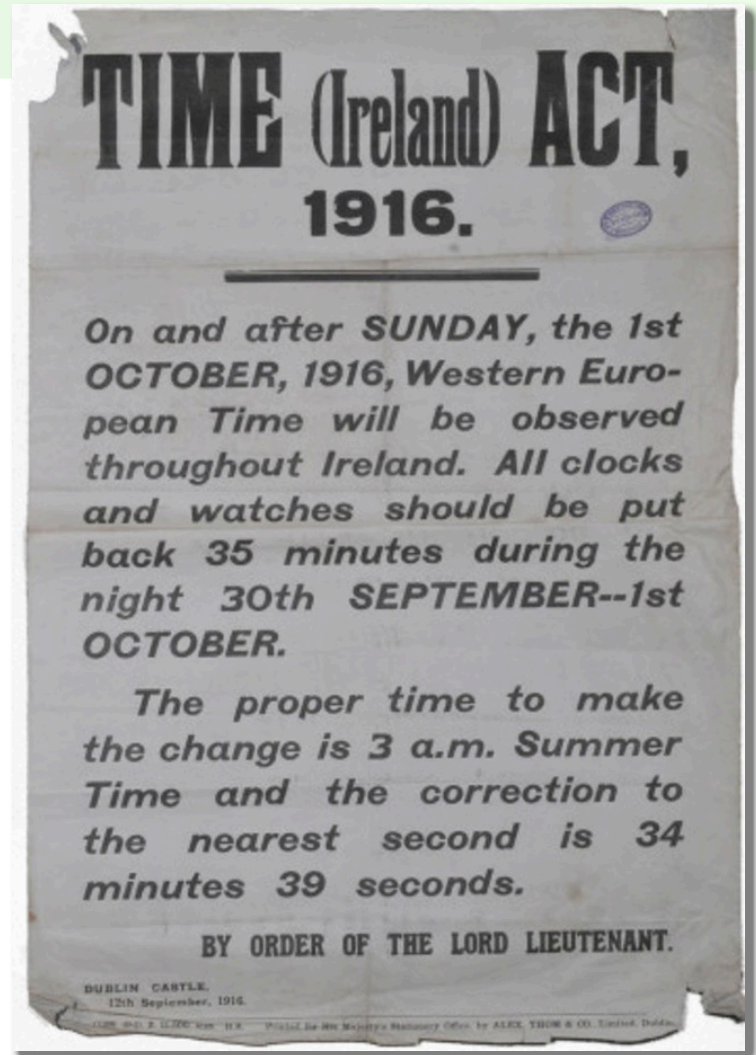 TIME (Ireland) ACT,
1916.
On and after SUNDAY, the 1st
OCTOBER, 1916, Western Euro-
pean Time will be observed
throughout Ireland. All clocks
and watches should be put
back 35 minutes during the
night 30th SEPTEMBER--1st
OCTOBER.
The proper time to make
the change is 3 a.m. Summer
Time and the correction to
the nearest second is 34
minutes 39 seconds.
BY ORDER OF THE LORD LIEUTENANT.
DUBLIN CASTLE,
12th September, 1916.
Printed for His Majesty's Stationery Office by ALEX. THOM & CO. Limited, Dublin